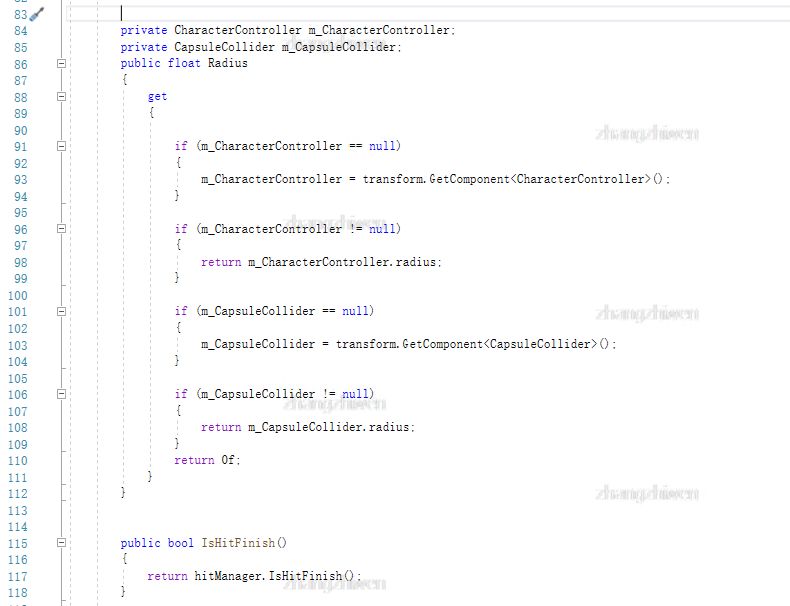 83
84 private CharacterController m_CharacterController;
85 private CapsuleCollider m_CapsuleCollider;
86 public float Radius
87 {
88 get
89 {
90
91 if (m_CharacterController == null)
92 {
93 m_CharacterController = transform.GetComponent<CharacterController>();
94 }
95
96 if (m_CharacterController != null)
97 {
98 return m_CharacterController.radius;
99 }
100
101 if (m_CapsuleCollider == null)
102 {
103 m_CapsuleCollider = transform.GetComponent<CapsuleCollider>();
104 }
105
106 if (m_CapsuleCollider != null)
107 {
108 return m_CapsuleCollider.radius;
109 }
110 return 0f;
111 }
112 }
113
114
115 public bool IsHitFinish()
116 {
117 return hitManager.IsHitFinish();
118 }